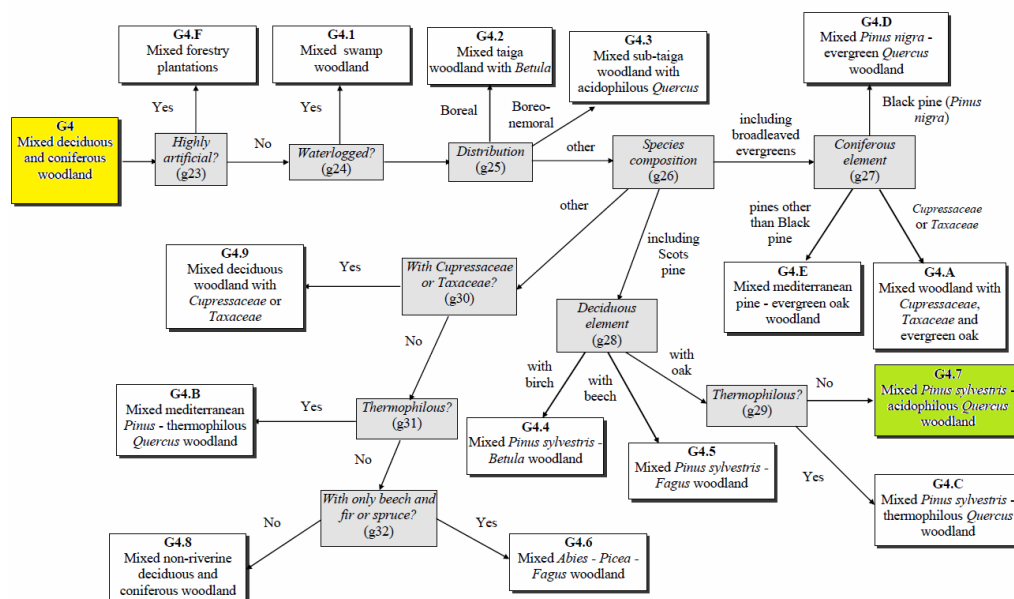 G4.F
Mixed forestry
plantations
G4.1
Mixed swamp
woodland
G4.2
Mixed taiga
woodland with Betula
G4.3
Mixed sub-taiga
woodland with
acidophilous Quercus
G4.D
Mixed Pinus nigra -
evergreen Quercus
woodland
Yes
Yes
Boreal
Boreo-
nemoral
Black pine (Pinus
nigra)
G4
Mixed deciduous
and coniferous
woodland
Highly
artificial?
(g23)
No
Waterlogged?
(g24)
Distribution
(g25)
other
Species
composition
(g26)
including
broadleaved
evergreens
Coniferous
element
(g27)
other
including
Scots
pine
pines other
than Black
pine
Cupressaceae
or Taxaceae
G4.9
Mixed deciduous
woodland with
Cupressaceae or
Taxaceae
Yes
With Cupressaceae
or Taxaceae?
(g30)
G4.E
Mixed mediterranean
pine - evergreen oak
woodland
G4.A
Mixed woodland with
Cupressaceae,
Taxaceae and
evergreen oak
No
Deciduous
element
(g28)
with
birch
with
beech
with
oak
G4.B
Mixed mediterranean
Pinus - thermophilous
Quercus woodland
Yes
Thermophilous?
(g31)
Thermophilous?
(g29)
No
G4.7
Mixed Pinus sylvestris -
acidophilous Quercus
woodland
G4.4
Mixed Pinus sylvestris -
Betula woodland
G4.5
Mixed Pinus sylvestris -
Fagus woodland
No
Yes
G4.C
Mixed Pinus sylvestris -
thermophilous Quercus
woodland
With only beech and
fir or spruce?
(g32)
No
Yes
G4.8
Mixed non-riverine
deciduous and
coniferous woodland
G4.6
Mixed Abies - Picea -
Fagus woodland